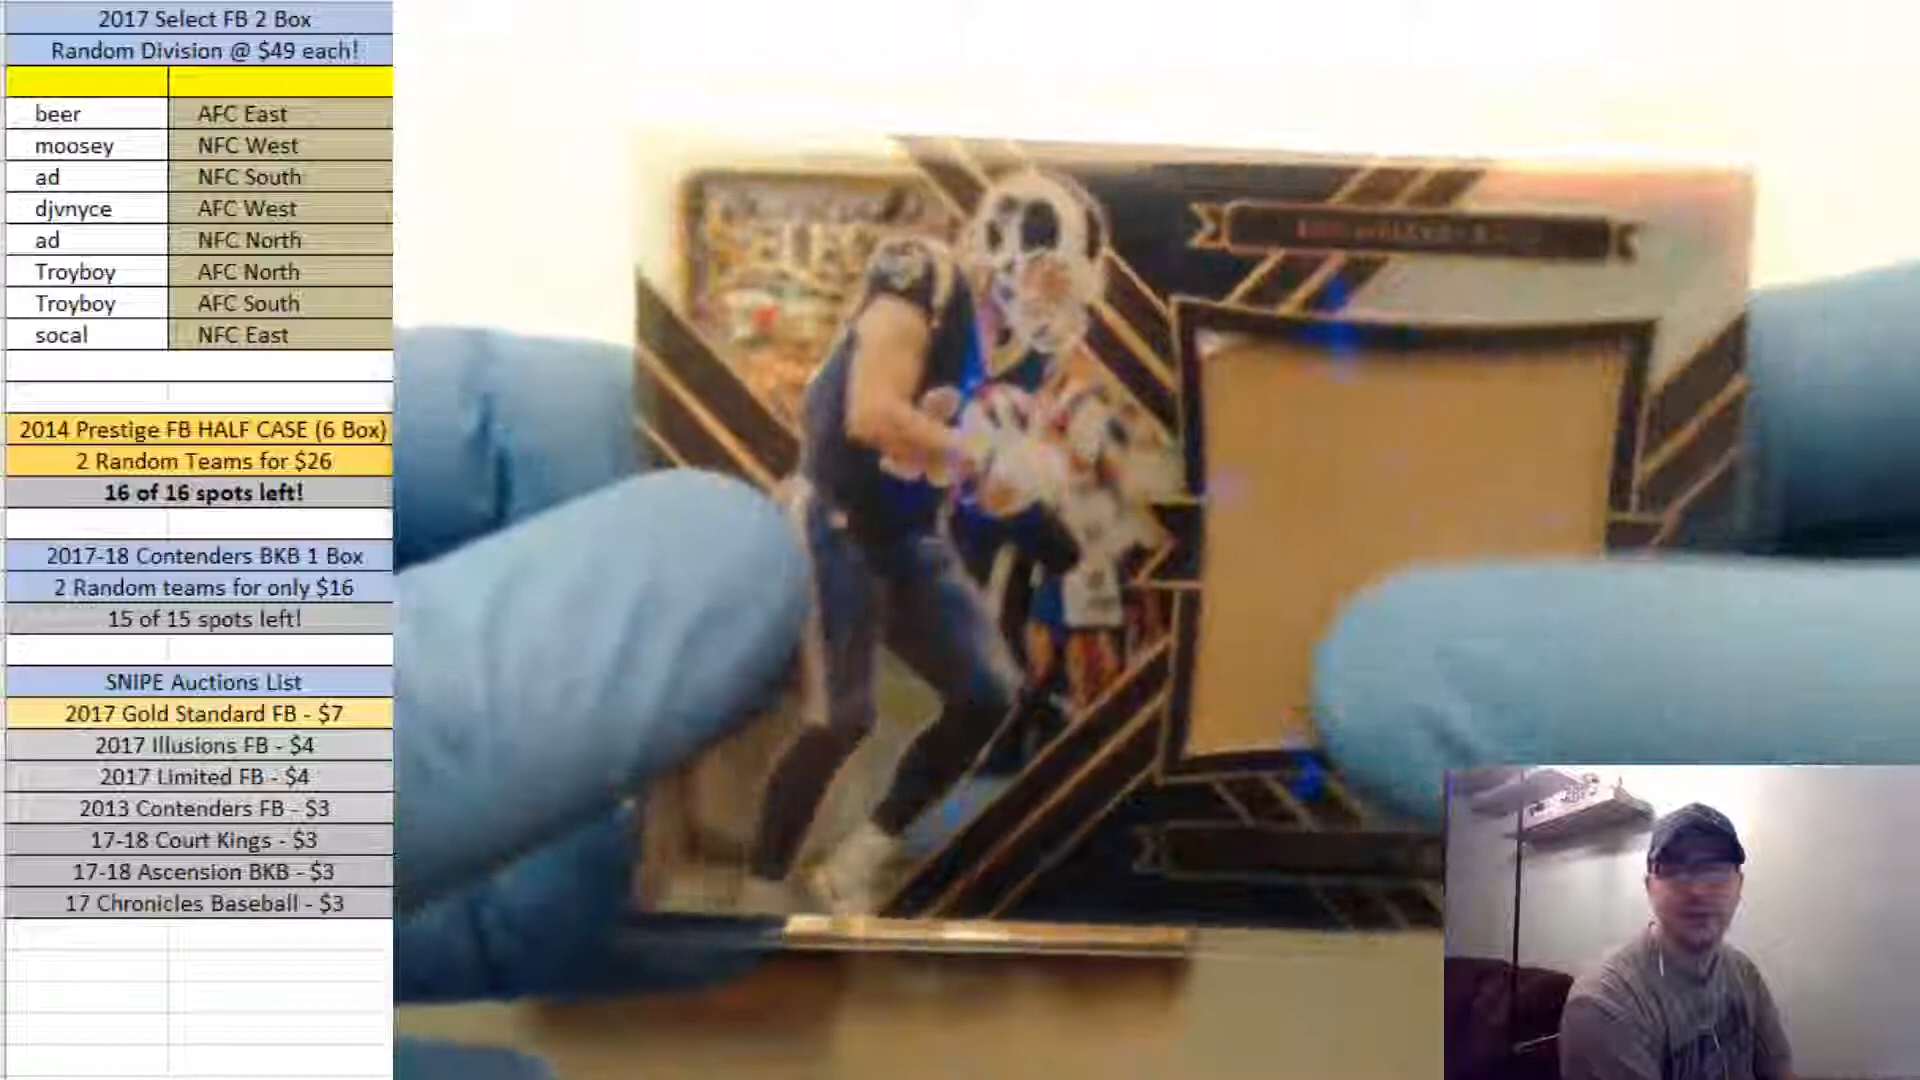 2017 Select FB 2 Box
Random Division @ $49 each!
beer AFC East
moosey NFC West
ad NFC South
djvnyce AFC West
ad NFC North
Troyboy AFC North
Troyboy AFC South
socal NFC East
2014 Prestige FB HALF CASE (6 Box)
2 Random Teams for $26
16 of 16 spots left!
2017-18 Contenders BKB 1 Box
2 Random teams for only $16
15 of 15 spots left!
SNIPE Auctions List
2017 Gold Standard FB - $7
2017 Illusions FB - $4
2017 Limited FB - $4
2013 Contenders FB - $3
17-18 Court Kings - $3
17-18 Ascension BKB - $3
17 Chronicles Baseball - $3
SELECT